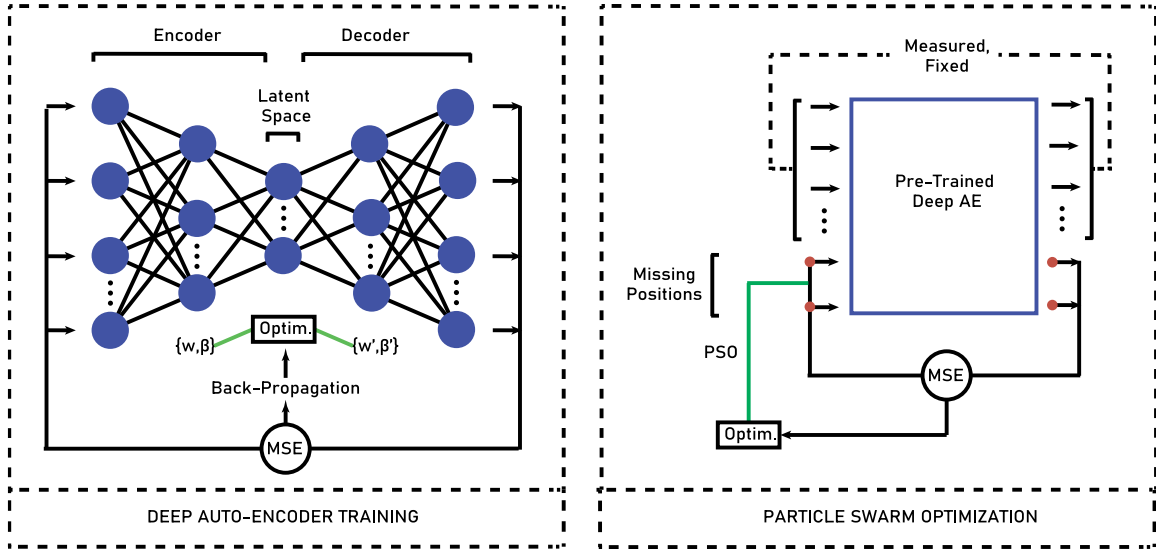 Encoder
Decoder
Latent
Space
{w,β}
Optim.
{w',β'}
Back-Propagation
MSE
DEEP AUTO-ENCODER TRAINING
Measured,
Fixed
Pre-Trained
Deep AE
Missing
Positions
PSO
MSE
Optim.
PARTICLE SWARM OPTIMIZATION